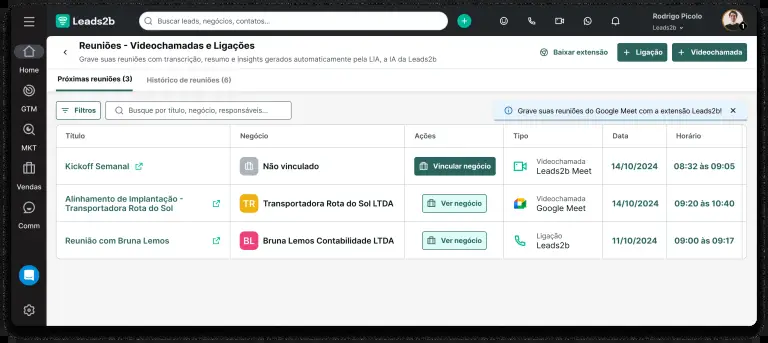 Leads2b
Buscar leads, negócios, contatos...
Rodrigo Picolo
Leads2b
1
Home
GTM
MKT
Vendas
Comm
Reuniões - Videochamadas e Ligações
Grave suas reuniões com transcrição, resumo e insights gerados automaticamente pela LIA, a IA da Leads2b
Baixar extensão
+ Ligação
+ Videochamada
Próximas reuniões (3)
Histórico de reuniões (6)
Filtros
Busque por título, negócio, responsáveis...
Grave suas reuniões do Google Meet com a extensão Leads2b!
Título
Negócio
Ações
Tipo
Data
Horário
Kickoff Semanal
Não vinculado
Vincular negócio
Videochamada
Leads2b Meet
14/10/2024
08:32 às 09:05
Alinhamento de implantação -
Transportadora Rota do Sol
TR
Transportadora Rota do Sol LTDA
Ver negócio
Videochamada
Google Meet
14/10/2024
09:20 às 10:40
Reunião com Bruna Lemos
BL
Bruna Lemos Contabilidade LTDA
Ver negócio
Ligação
Leads2b
11/10/2024
09:00 às 09:17